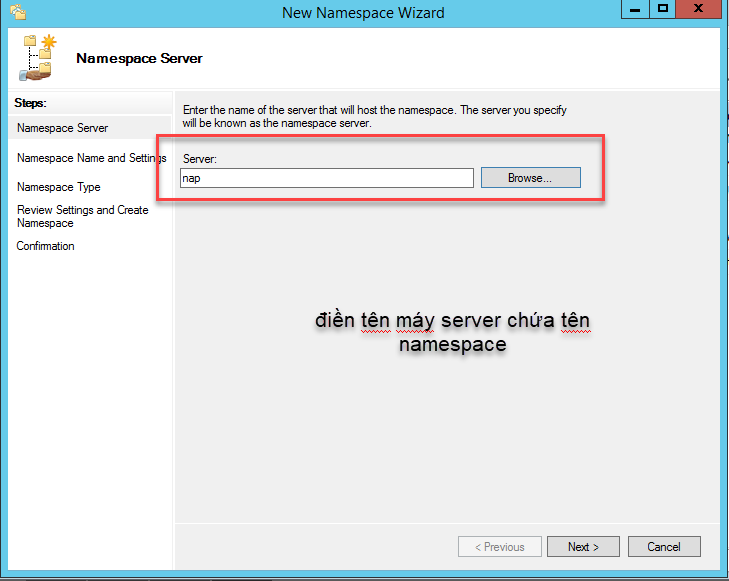 New Namespace Wizard
Namespace Server
Steps:
Namespace Server
Namespace Name and Settings
Namespace Type
Review Settings and Create
Namespace
Confirmation
Enter the name of the server that will host the namespace. The server you specify
will be known as the namespace server.
Server:
nap
Browse...
điền tên máy server chứa tên
namespace
< Previous
Next >
Cancel